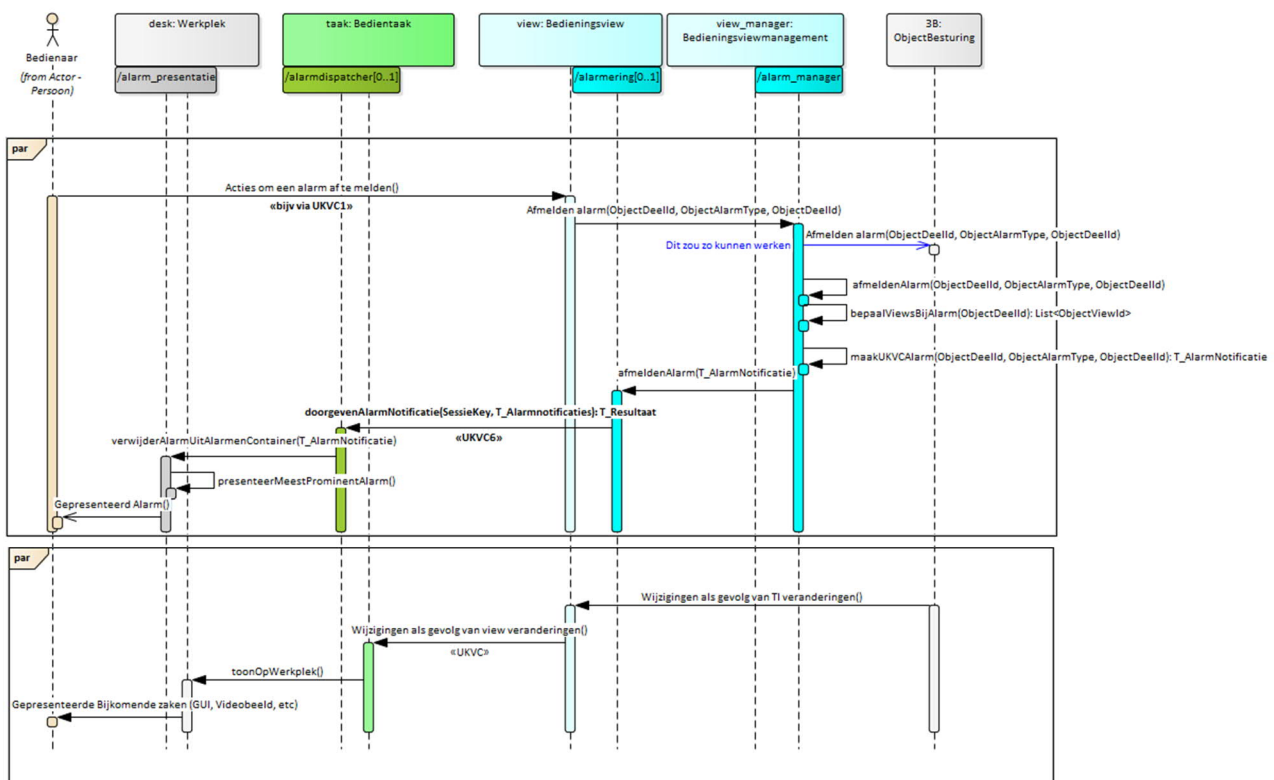 desk: Werkplek
taak: Bedientaak
view: Bedieningsview
view_manager:
Bedieningsviewmanagement
3B:
ObjectBesturing
Bedienaar
(from Actor -
Persoon)
/alarm_presentatie
/alarmdispatcher[0..1]
/alarmering[0..1]
/alarm_manager
par
Acties om een alarm af te melden()
«bijv via UKVC1»
Afmelden alarm(ObjectDeelId, ObjectAlarmType, ObjectDeelId)
Afmelden alarm(ObjectDeelId, ObjectAlarmType, ObjectDeelId)
Dit zou zo kunnen werken
afmeldenAlarm(ObjectDeelId, ObjectAlarmType, ObjectDeelId)
bepaalViewsBijAlarm(ObjectDeelId): List<ObjectViewId>
maakUKVCAlarm(ObjectDeelId, ObjectAlarmType, ObjectDeelId): T_AlarmNotificatie
afmeldenAlarm(T_AlarmNotificatie)
doorgevenAlarmNotificatie(SessieKey, T_Alarmnotificaties): T_Resultaat
«UKVC6»
verwijderAlarmUitAlarmenContainer(T_AlarmNotificatie)
presenteerMeestProminentAlarm()
Gepresenteerd Alarm()
par
Wijzigingen als gevolg van TI veranderingen()
Wijzigingen als gevolg van view veranderingen()
«UKVC»
toonOpWerkplek()
Gepresenteerde Bijkomende zaken (GUI, Videobeeld, etc)